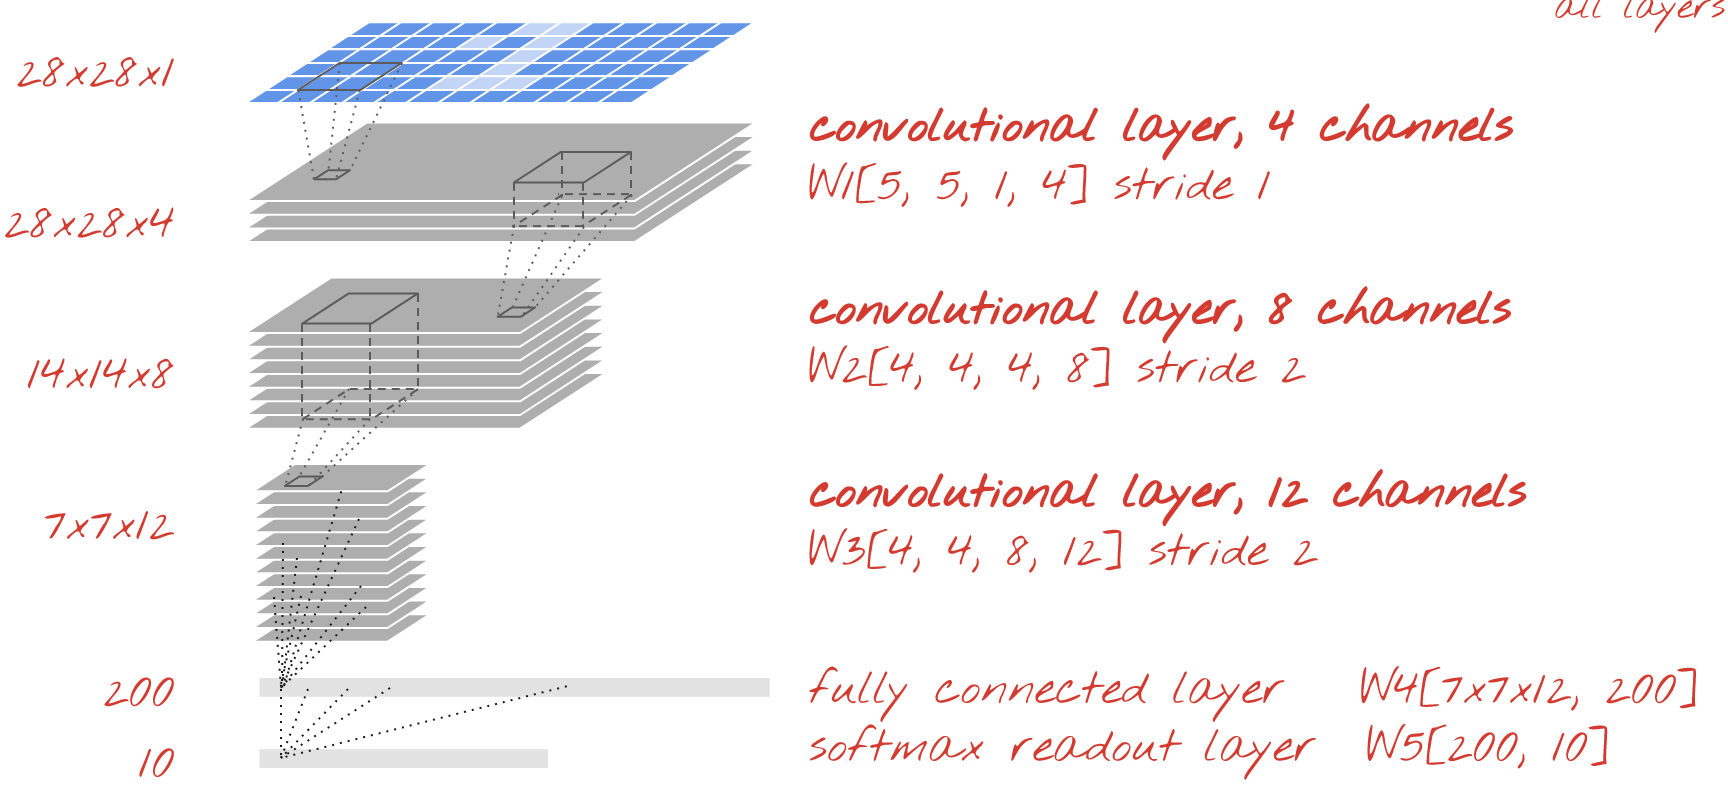 all layers
28x28x1
convolutional layer, 4 channels
W1[5, 5, 1, 4] stride 1
28x28x4
convolutional layer, 8 channels
W2[4, 4, 4, 8] stride 2
14x14x8
convolutional layer, 12 channels
7x7x12
W3[4, 4, 8, 12] stride 2
200 fully connected layer W4[7x7x12, 200]
10 softmax readout layer W5[200, 10]